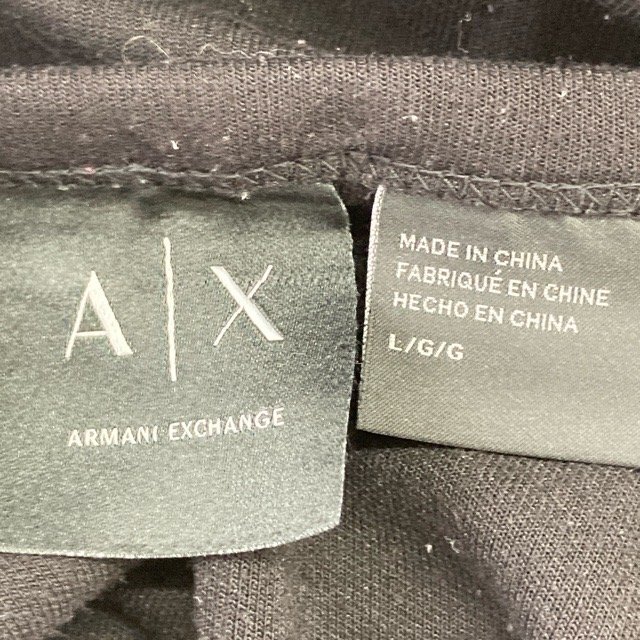 A|X
ARMANI EXCHANGE
MADE IN CHINA
FABRIQUÉ EN CHINE
HECHO EN CHINA
L/G/G